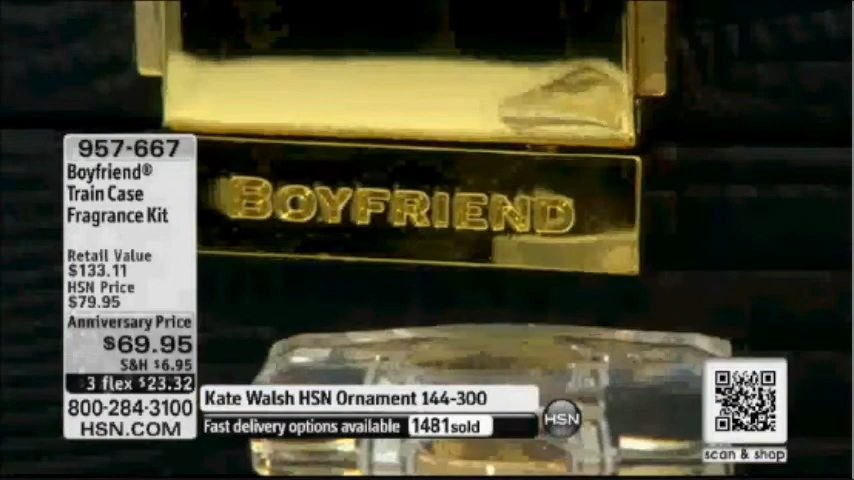 BOYFRIEND
957-667
Boyfriend®
Train Case
Fragrance Kit
Retail Value
$133.11
HSN Price
$79.95
Anniversary Price
$69.95
S&H $6.95
3 flex $23.32
800-284-3100
HSN.COM
Kate Walsh HSN Ornament 144-300
Fast delivery options available 1481 sold
HSN
scan & shop